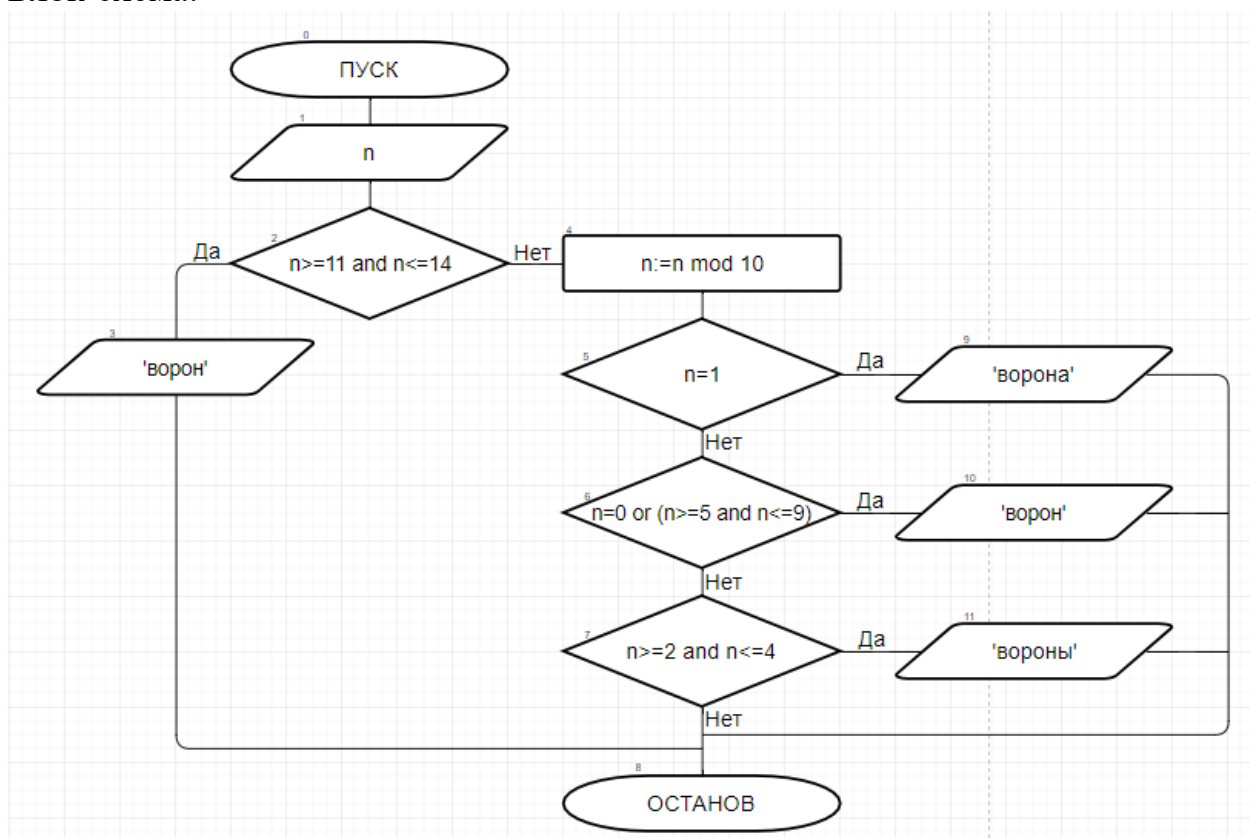 0
ПУСК
1
n
2
Да
n>=11 and n<=14
Нет
4
n:=n mod 10
3
'ворон'
5
n=1
Да
9
'ворона'
Нет
6
n=0 or (n>=5 and n<=9)
Да
10
'ворон'
Нет
7
n>=2 and n<=4
Да
11
'вороны'
Нет
8
ОСТАНОВ